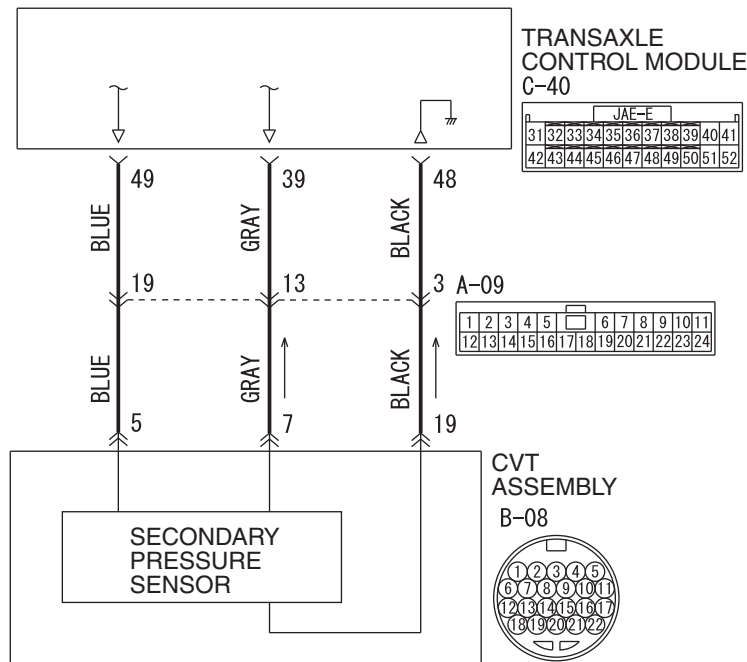 TRANSAXLE
CONTROL MODULE
C-40
JAE-E
31 32 33 34 35 36 37 38 39 40 41
42 43 44 45 46 47 48 49 50 51 52
49 39 48
BLUE GRAY BLACK
19 13 3 A-09
1 2 3 4 5 6 7 8 9 10 11
12 13 14 15 16 17 18 19 20 21 22 23 24
BLUE GRAY BLACK
5 7 19
CVT
ASSEMBLY
B-08
SECONDARY
PRESSURE
SENSOR
1 2 3 4 5
6 7 8 9 10 11
12 13 14 15 16 17
18 19 20 21 22